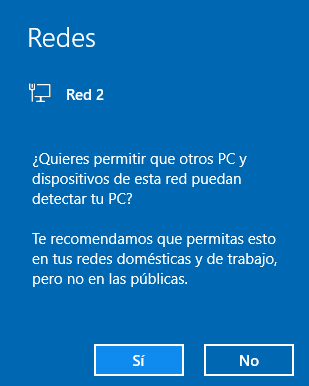 Redes
Red 2
¿Quieres permitir que otros PC y
dispositivos de esta red puedan
detectar tu PC?
Te recomendamos que permitas esto
en tus redes domésticas y de trabajo,
pero no en las públicas.
Sí
No